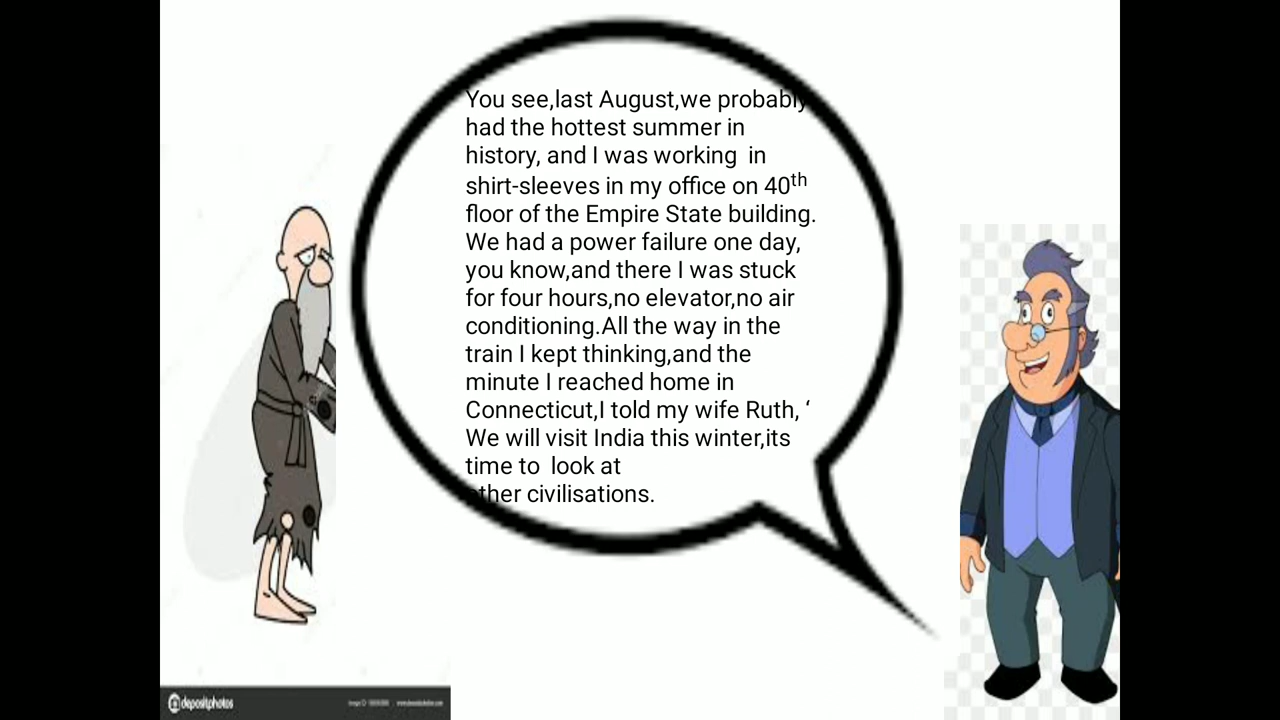 You see,last August,we probably
had the hottest summer in
history, and I was working  in
shirt-sleeves in my office on 40th
floor of the Empire State building.
We had a power failure one day,
you know,and there I was stuck
for four hours,no elevator,no air
conditioning.All the way in the
train I kept thinking,and the
minute I reached home in
Connecticut,I told my wife Ruth, ‘
We will visit India this winter,its
time to  look at
other civilisations.
depositphotos